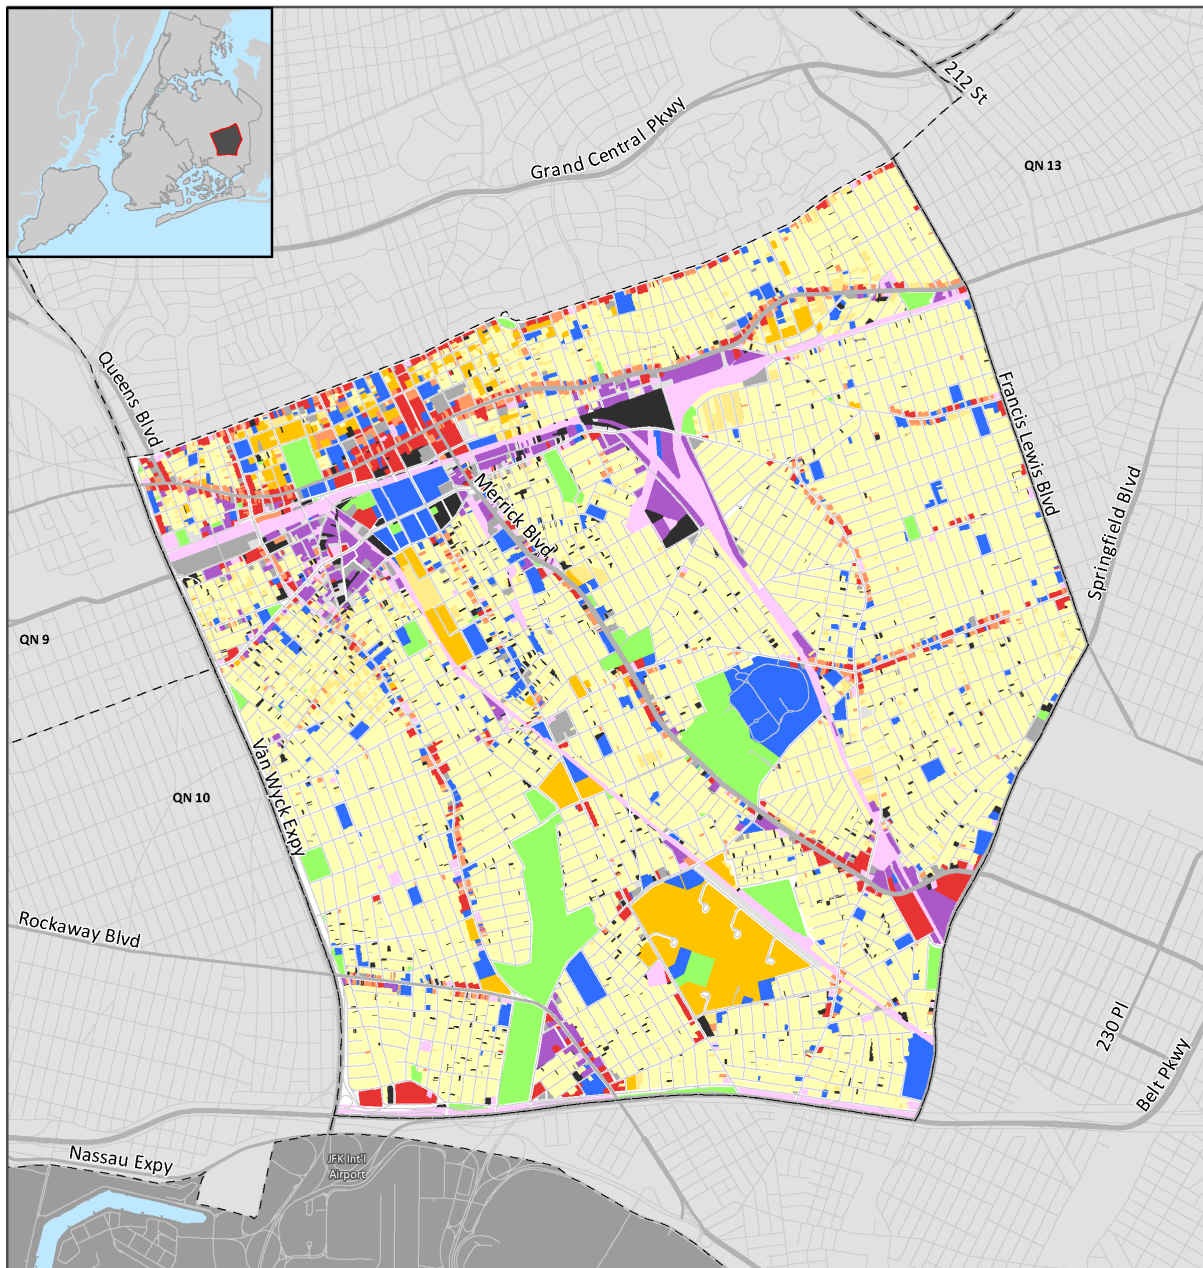 212 St
Grand Central Pkwy
QN 13
Queens Blvd
Francis Lewis Blvd
Merrick Blvd
Springfield Blvd
QN 9
Van Wyck Expy
QN 10
Rockaway Blvd
230 Pl
Belt Pkwy
Nassau Expy
JFK Int'l
Airport